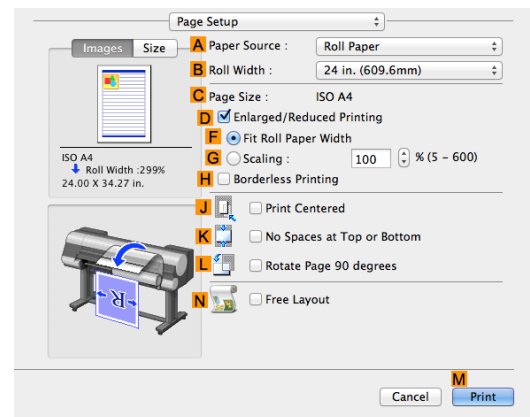 Page Setup
Images Size
A Paper Source : Roll Paper
B Roll Width : 24 in. (609.6mm)
C Page Size : ISO A4
D Enlarged/Reduced Printing
F Fit Roll Paper Width
G Scaling : 100 % (5 – 600)
H Borderless Printing
ISO A4
Roll Width :299%
24.00 X 34.27 in.
J Print Centered
K No Spaces at Top or Bottom
L Rotate Page 90 degrees
N Free Layout
R
M
Cancel Print